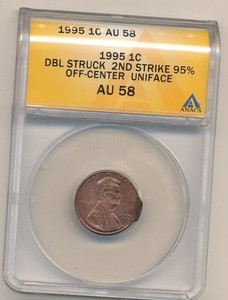 1995 1C AU 58
1995 1C
DBL STRUCK 2ND STRIKE 95%
OFF-CENTER UNIFACE
AU 58
ANACS